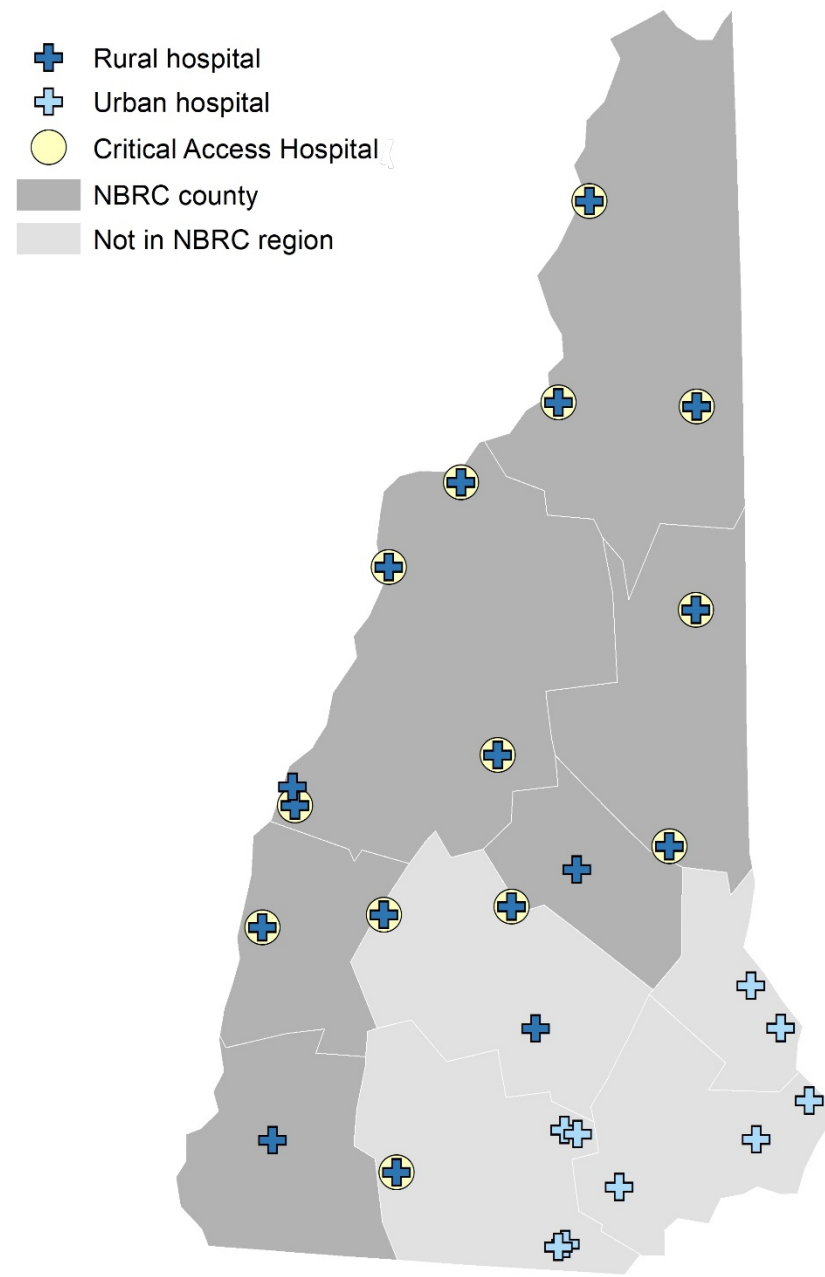 Rural hospital
Urban hospital
Critical Access Hospital
NBRC county
Not in NBRC region